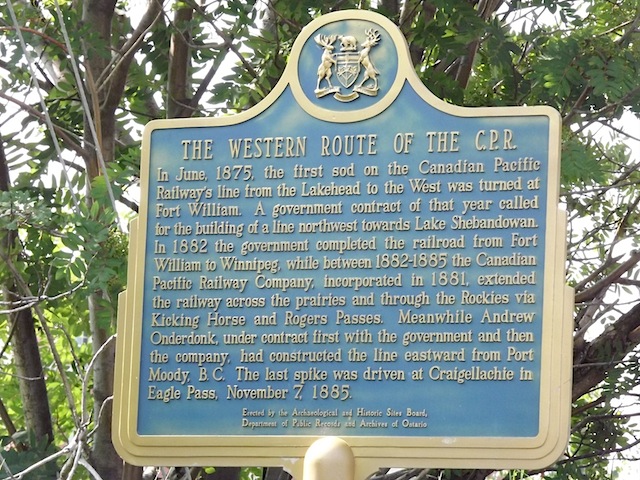 THE WESTERN ROUTE OF THE C.P.R.
In June, 1875, the first sod on the Canadian Pacific
Railway's line from the Lakehead to the West was turned at
Fort William. A government contract of that year called
for the building of a line northwest towards Lake Shebandowan.
In 1882 the government completed the railroad from Fort
William to Winnipeg, while between 1882-1885 the Canadian
Pacific Railway Company, incorporated in 1881, extended
the railway across the prairies and through the Rockies via
Kicking Horse and Rogers Passes. Meanwhile Andrew
Onderdonk, under contract first with the government and then
the company, had constructed the line eastward from Port
Moody, B.C. The last spike was driven at Craigellachie in
Eagle Pass, November 7, 1885.
Erected by the Archaeological and Historic Sites Board,
Department of Public Records and Archives of Ontario